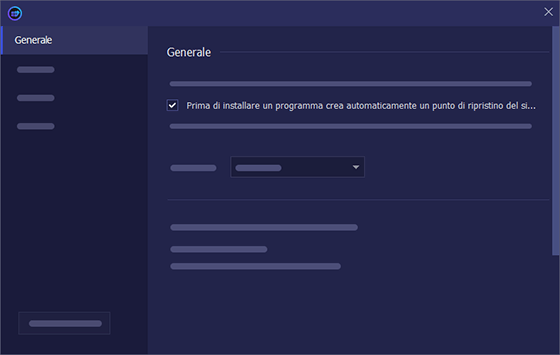 Generale
Generale
Prima di installare un programma crea automaticamente un punto di ripristino del si...